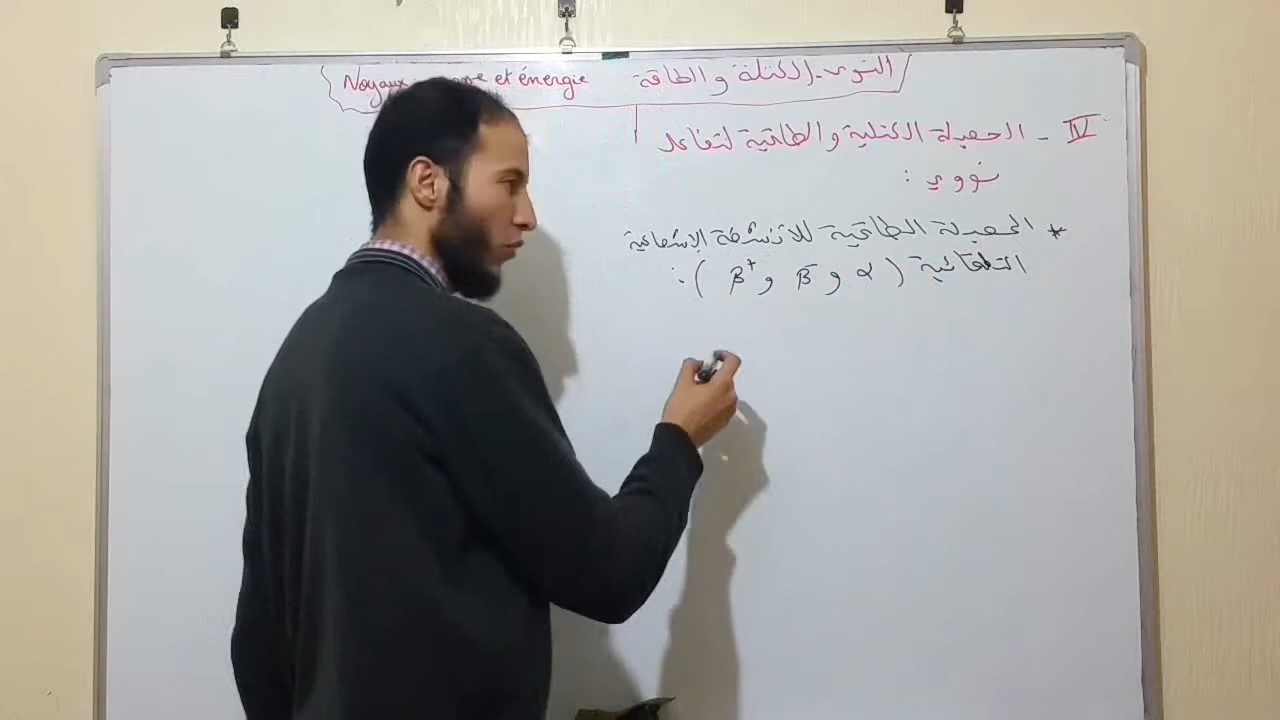 النوى - الكتلة و الطاقة Noyaux et énergie
IV - الحصيلة الكتلية و الطاقية لتفاعل
نووي :
* الحصيلة الطاقية للأنشطة الإشعاعية
التلقائية ( α و β⁻ و β⁺ ) :